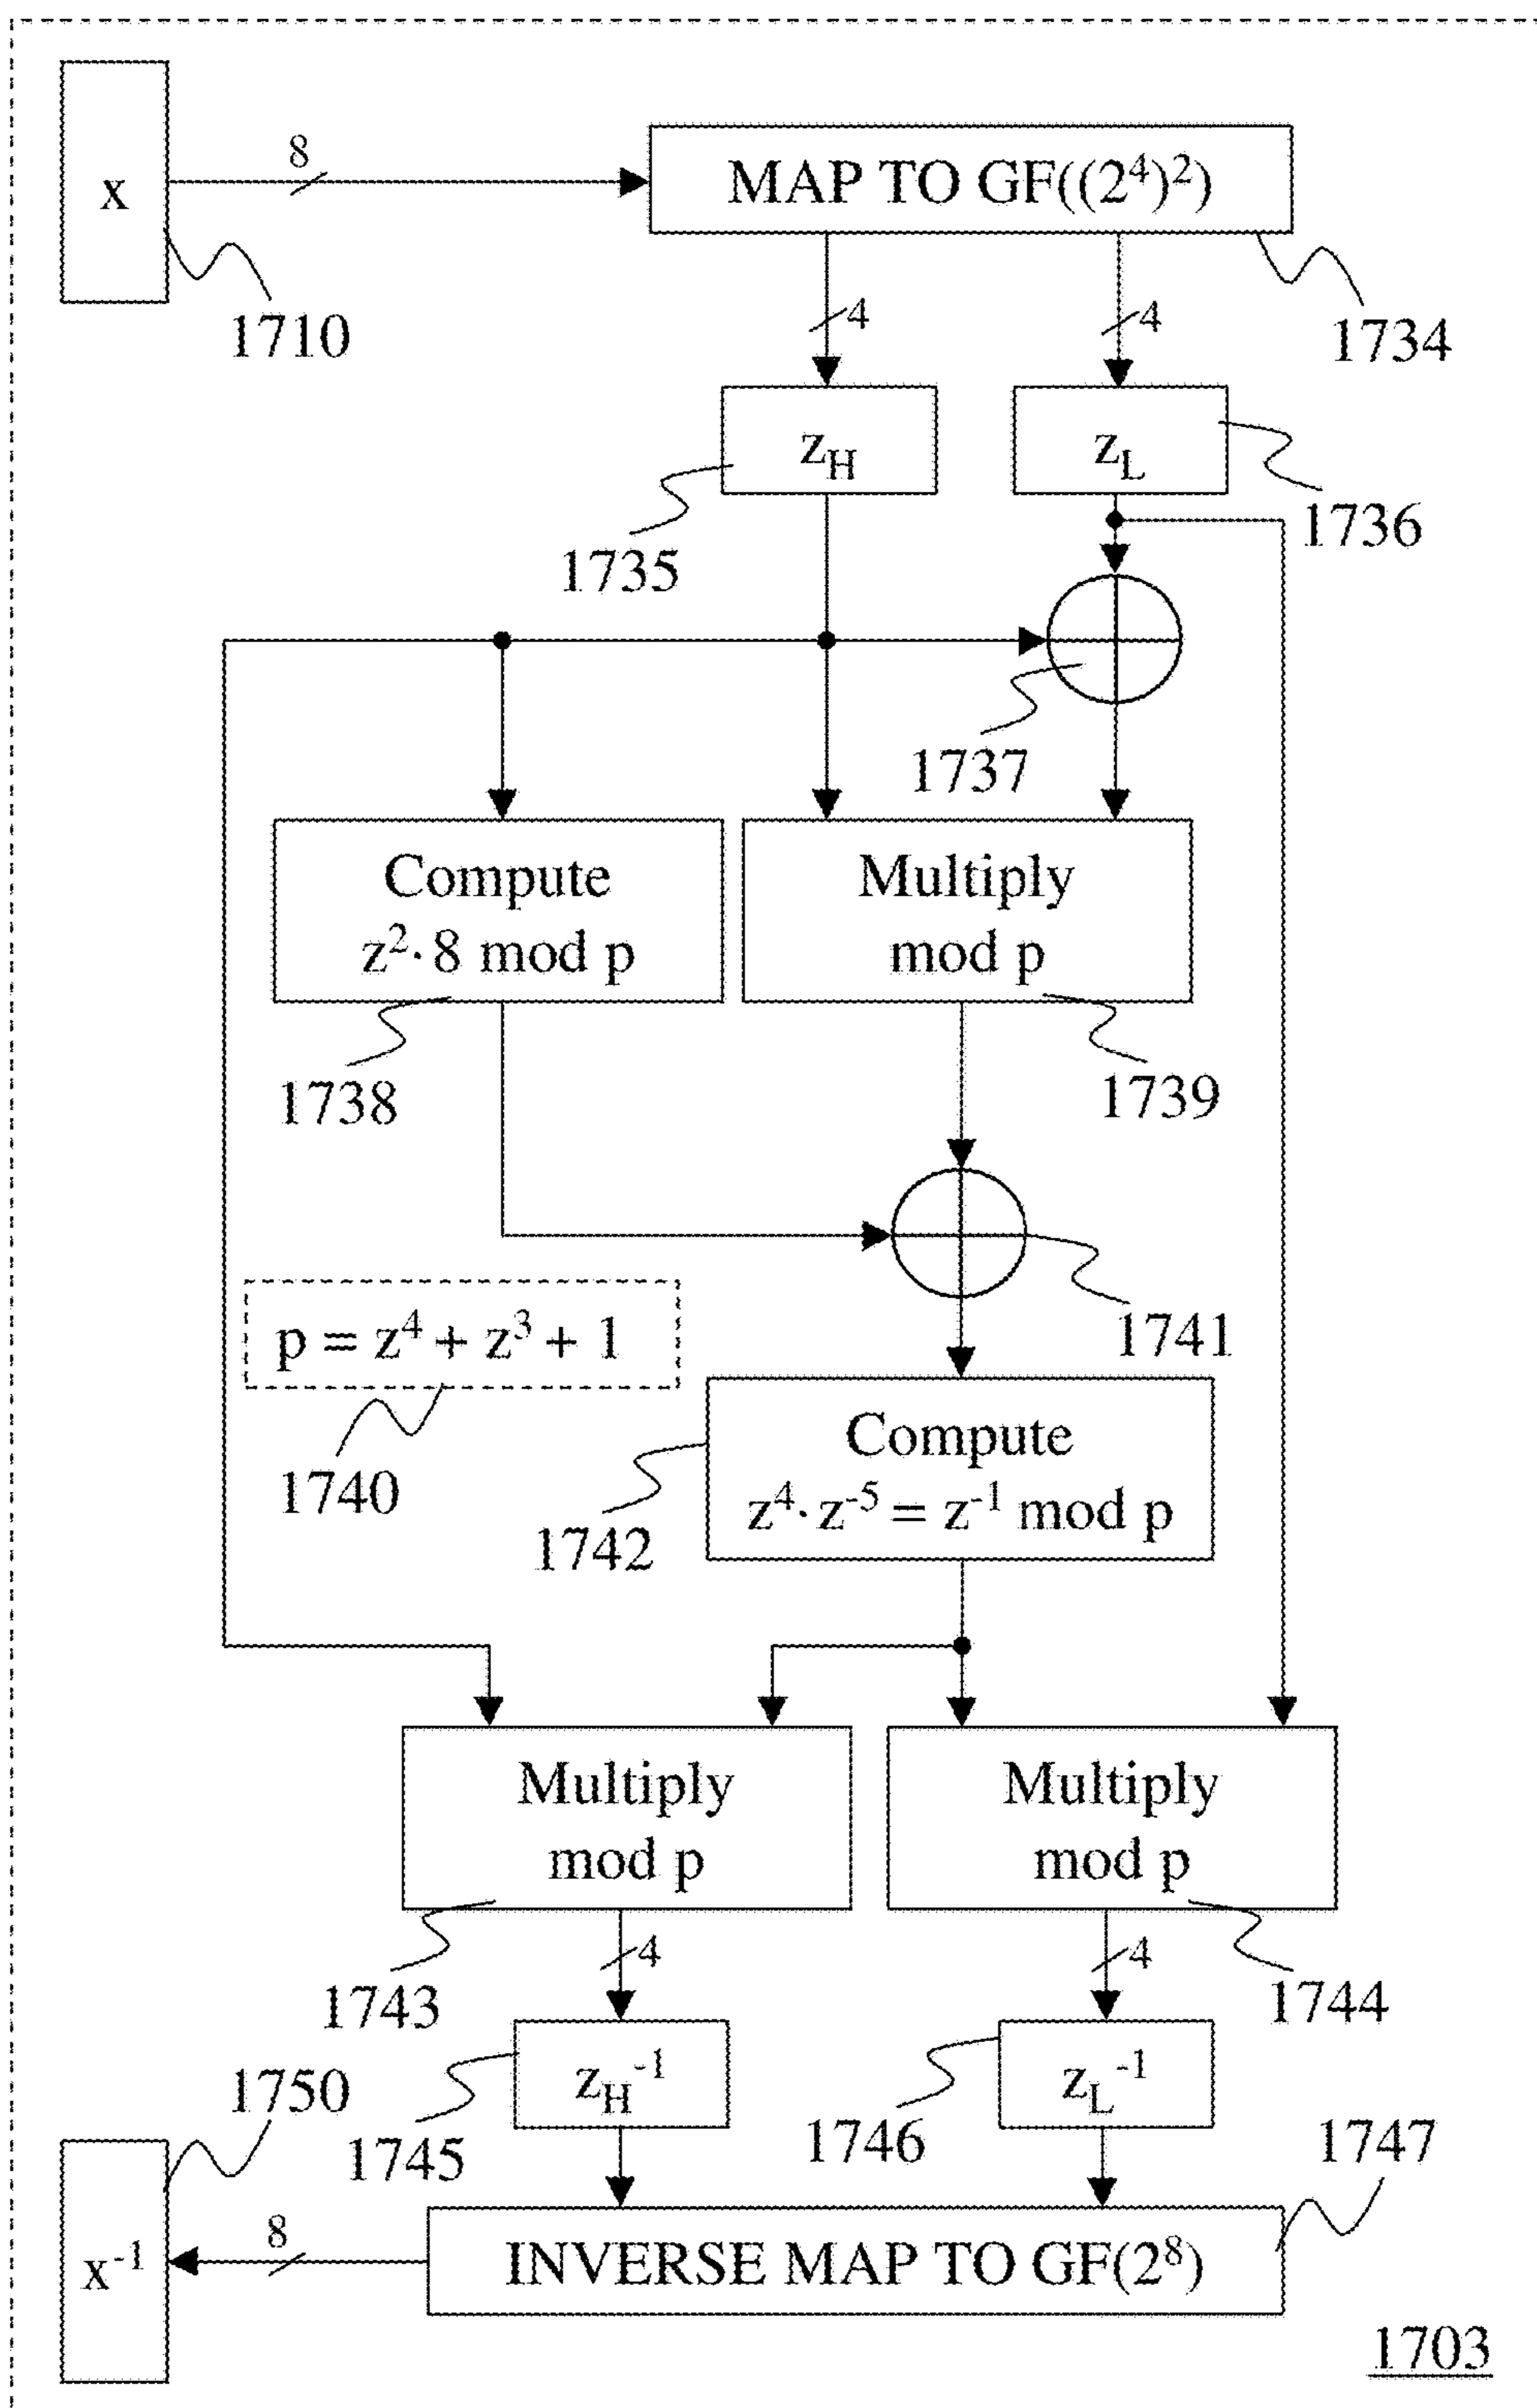 x
8
MAP TO GF((2⁴)²)
1710
4
4
1734
z_H
z_L
1735
1736
1737
Compute
z²·8 mod p
Multiply
mod p
1738
1739
p = z⁴ + z³ + 1
1741
1740
Compute
z⁴·z⁻⁵ = z⁻¹ mod p
1742
Multiply
mod p
Multiply
mod p
4
4
1743
1744
z_H⁻¹
z_L⁻¹
1750
1745
1746
1747
x⁻¹
8
INVERSE MAP TO GF(2⁸)
1703